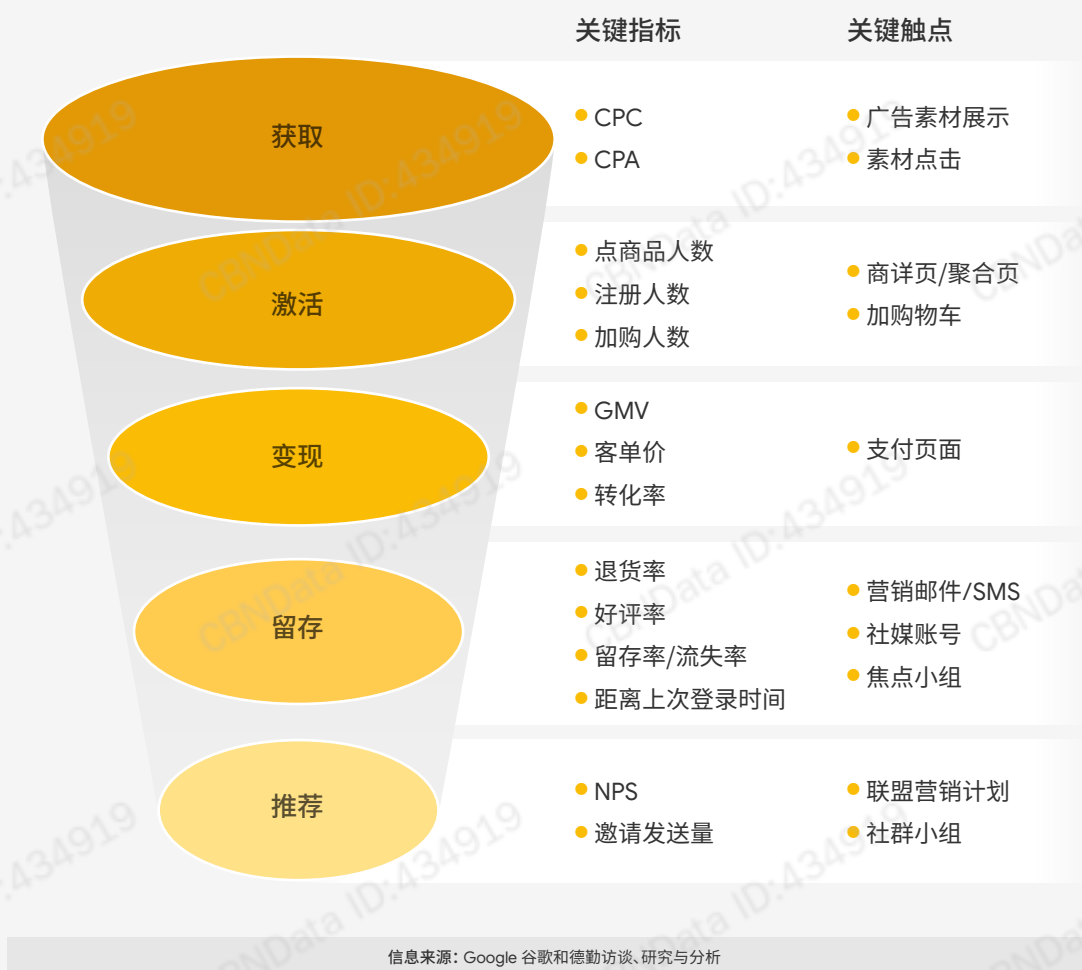 关键指标
关键触点
获取
CPC
CPA
广告素材展示
素材点击
激活
点商品人数
注册人数
加购人数
商详页/聚合页
加购物车
变现
GMV
客单价
转化率
支付页面
留存
退货率
好评率
留存率/流失率
距离上次登录时间
营销邮件/SMS
社媒账号
焦点小组
推荐
NPS
邀请发送量
联盟营销计划
社群小组
信息来源: Google 谷歌和德勤访谈、研究与分析
CBNData ID:434919